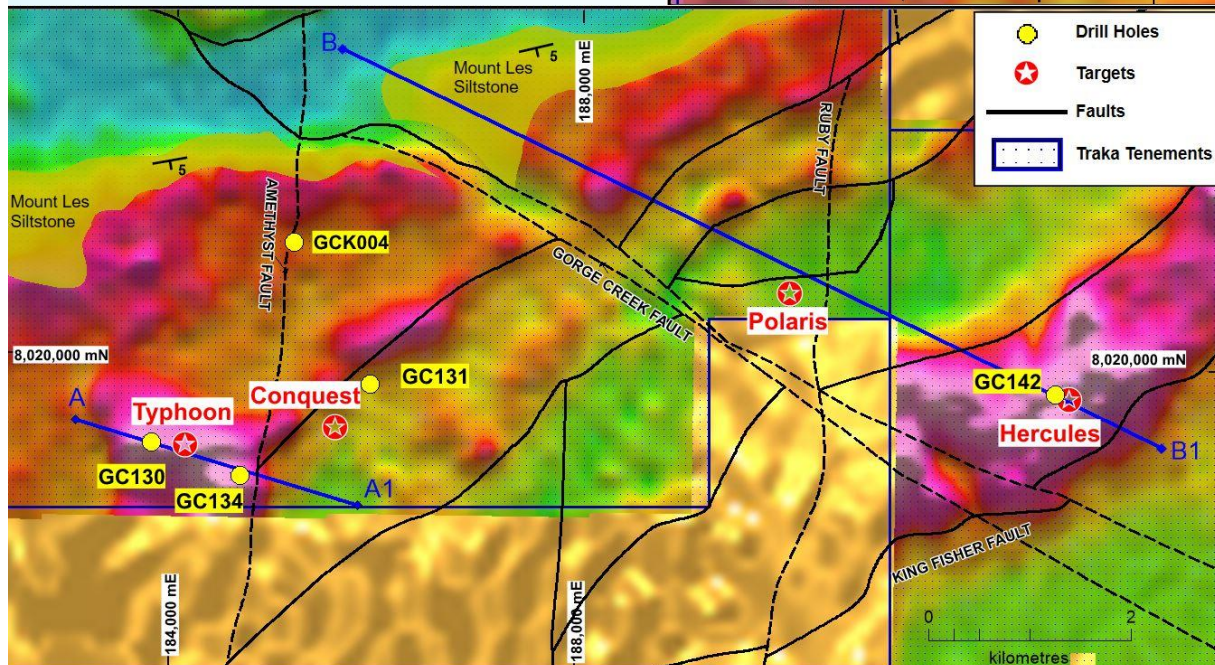 Drill Holes
Targets
Faults
Traka Tenements
B
5
Mount Les
Siltstone
188,000 mE
RUBY FAULT
5
Mount Les
Siltstone
AMETHYST FAULT
GCK004
GORGE CREEK FAULT
Polaris
8,020,000 mN
8,020,000 mN
GC131
Conquest
GC142
A
Typhoon
Hercules
B1
GC130
GC134
A1
KING FISHER FAULT
184,000 mE
188,000 mE
0
2
kilometres